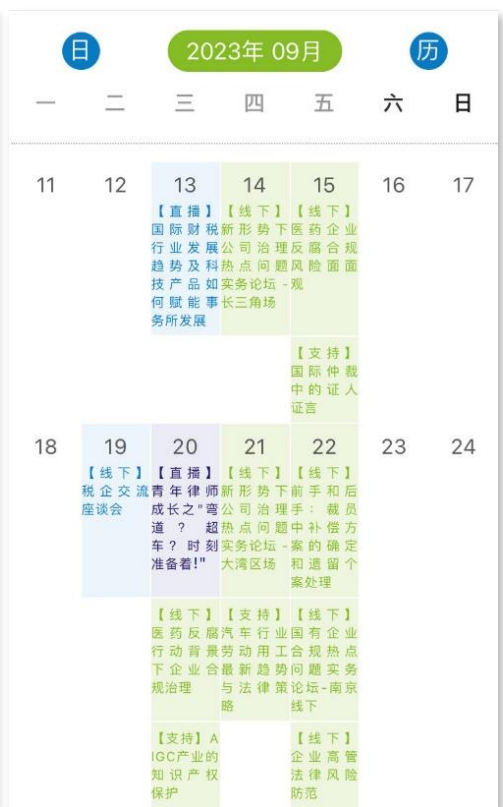 日 2023年 09月 历
一 二 三 四 五 六 日
11 12 13 14 15 16 17
【直播】
国际财税
行业发展
趋势及科
技产品如
何赋能事
务所发展
【线下】
新形势下
公司治理
热点问题
实务论坛 -
长三角场
【线下】
医药企业
反腐合规
风险面面
观
【支持】
国际仲裁
中的证人
证言
18 19 20 21 22 23 24
【线下】
税企交流
座谈会
【直播】
青年律师
成长之"弯
道？超
车？时刻
准备着!"
【线下】
新形势下
公司治理
热点问题
实务论坛 -
大湾区场
【线下】
前手和后
手：裁员
中补偿方
案的确定
和遗留个
案处理
【线下】
医药反腐
行动背景
下企业合
规治理
【支持】
汽车行业
劳动用工
最新趋势
与法律策
略
【线下】
国有企业
合规热点
问题实务
论坛-南京
线下
【支持】A
IGC产业的
知识产权
保护
【线下】
企业高管
法律风险
防范